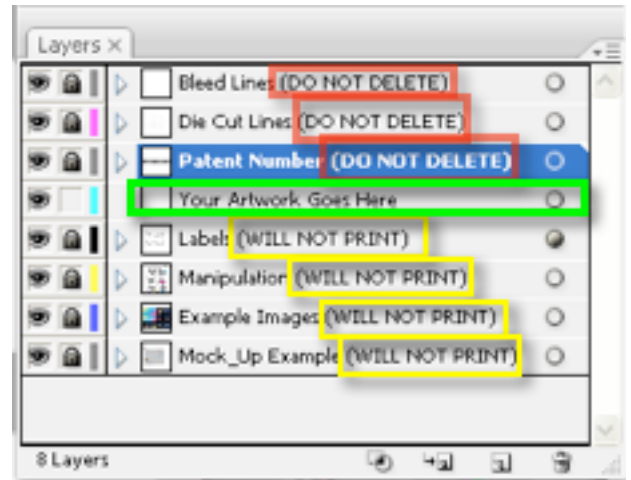 Layers
Bleed Lines (DO NOT DELETE)
Die Cut Lines (DO NOT DELETE)
Patent Number (DO NOT DELETE)
Your Artwork Goes Here
Labels (WILL NOT PRINT)
Manipulation (WILL NOT PRINT)
Example Images (WILL NOT PRINT)
Mock_Up Example (WILL NOT PRINT)
8 Layers